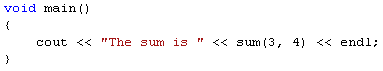 void main()
{
    cout << "The sum is " << sum(3, 4) << endl;
}